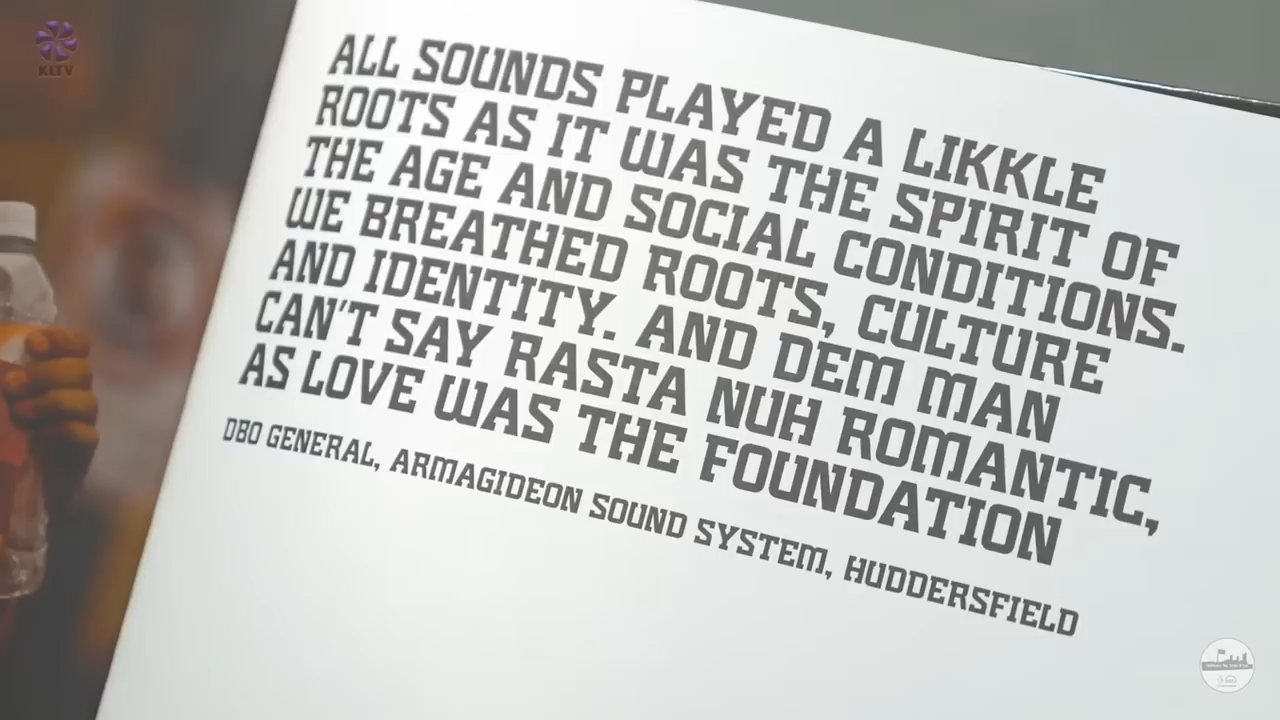 KLTV
ALL SOUNDS PLAYED A LIKKLE
ROOTS AS IT WAS THE SPIRIT OF
THE AGE AND SOCIAL CONDITIONS.
WE BREATHED ROOTS, CULTURE
AND IDENTITY. AND DEM MAN
CAN'T SAY RASTA NUH ROMANTIC,
AS LOVE WAS THE FOUNDATION
DBO GENERAL, ARMAGIDEON SOUND SYSTEM, HUDDERSFIELD